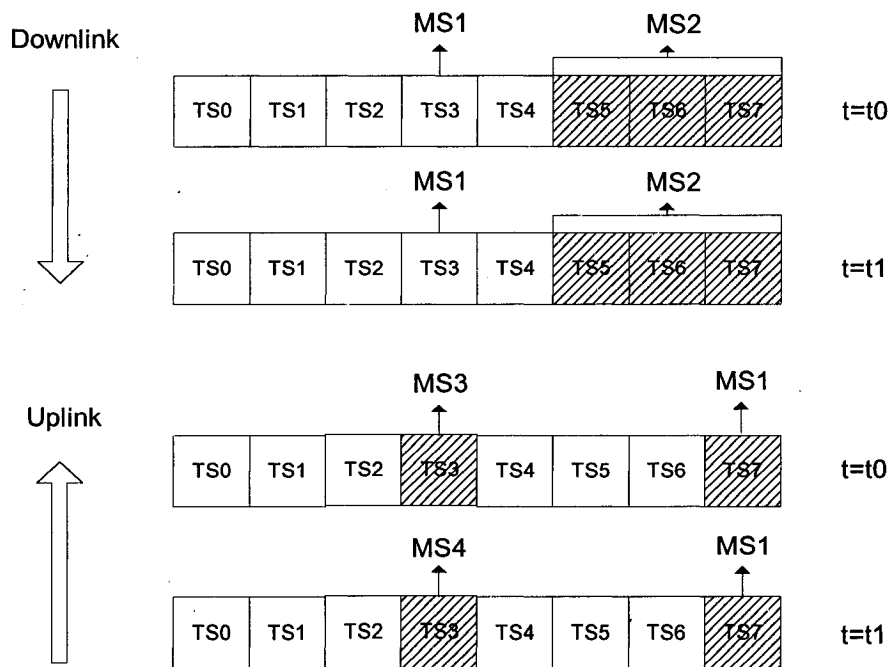 Downlink
MS1 MS2
TS0 TS1 TS2 TS3 TS4 TS5 TS6 TS7 t=t0
MS1 MS2
TS0 TS1 TS2 TS3 TS4 TS5 TS6 TS7 t=t1
Uplink
MS3 MS1
TS0 TS1 TS2 TS3 TS4 TS5 TS6 TS7 t=t0
MS4 MS1
TS0 TS1 TS2 TS3 TS4 TS5 TS6 TS7 t=t1